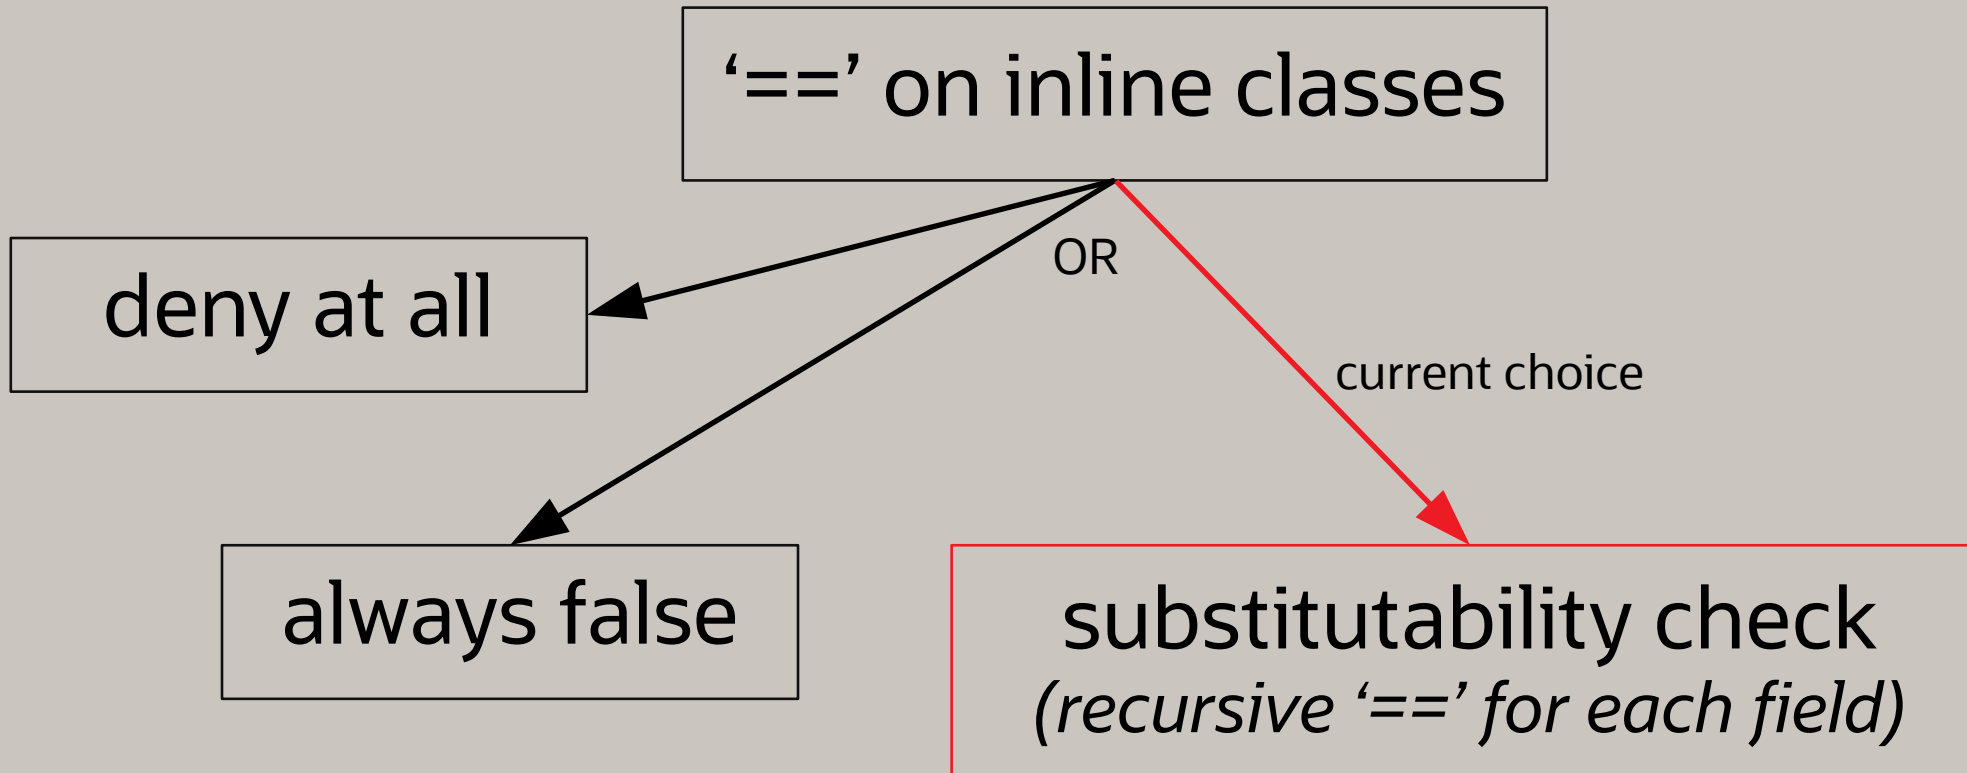 ‘==’ on inline classes
OR
deny at all
current choice
always false
substitutability check
(recursive ‘==’ for each field)